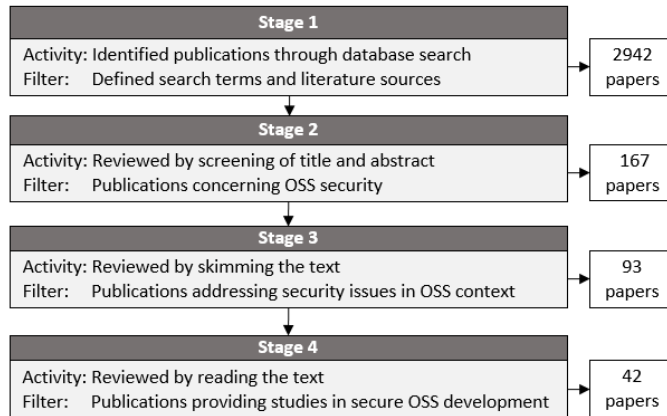 Stage 1
Activity: Identified publications through database search
Filter: Defined search terms and literature sources
2942
papers
Stage 2
Activity: Reviewed by screening of title and abstract
Filter: Publications concerning OSS security
167
papers
Stage 3
Activity: Reviewed by skimming the text
Filter: Publications addressing security issues in OSS context
93
papers
Stage 4
Activity: Reviewed by reading the text
Filter: Publications providing studies in secure OSS development
42
papers